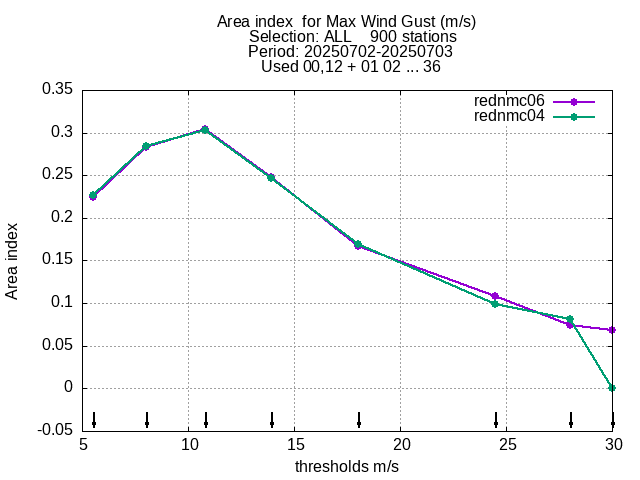 Area index  for Max Wind Gust (m/s)
Selection: ALL    900 stations
Period: 20250702-20250703
Used 00,12 + 01 02 ... 36
rednmc06
rednmc04
0.35
0.3
0.25
0.2
0.15
0.1
0.05
0
-0.05
Area index
5 10 15 20 25 30
thresholds m/s